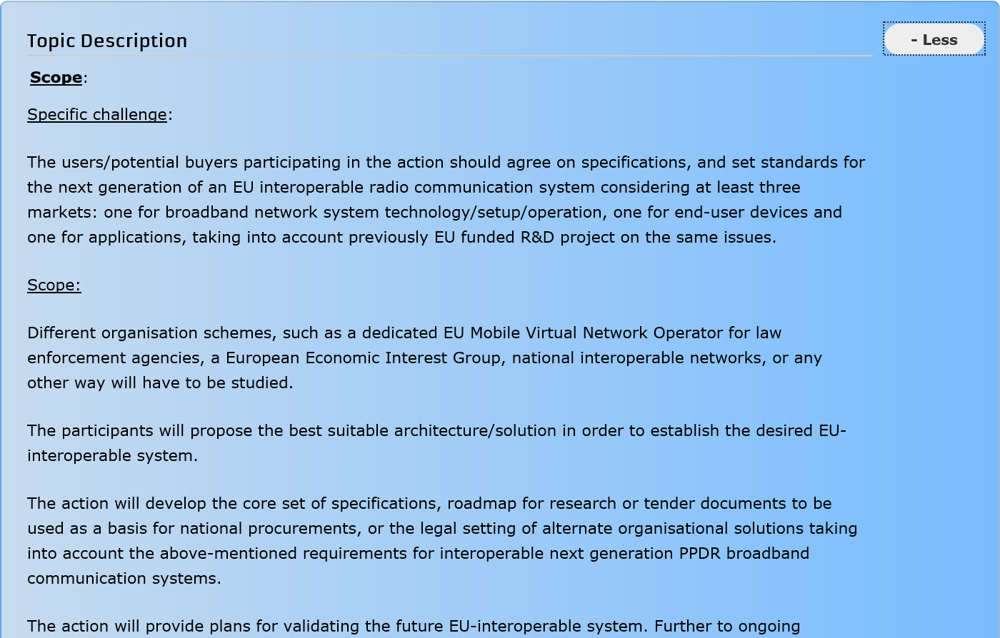 Topic Description
- Less
Scope:
Specific challenge:
The users/potential buyers participating in the action should agree on specifications, and set standards for
the next generation of an EU interoperable radio communication system considering at least three
markets: one for broadband network system technology/setup/operation, one for end-user devices and
one for applications, taking into account previously EU funded R&D project on the same issues.
Scope:
Different organisation schemes, such as a dedicated EU Mobile Virtual Network Operator for law
enforcement agencies, a European Economic Interest Group, national interoperable networks, or any
other way will have to be studied.
The participants will propose the best suitable architecture/solution in order to establish the desired EU-
interoperable system.
The action will develop the core set of specifications, roadmap for research or tender documents to be
used as a basis for national procurements, or the legal setting of alternate organisational solutions taking
into account the above-mentioned requirements for interoperable next generation PPDR broadband
communication systems.
The action will provide plans for validating the future EU-interoperable system. Further to ongoing